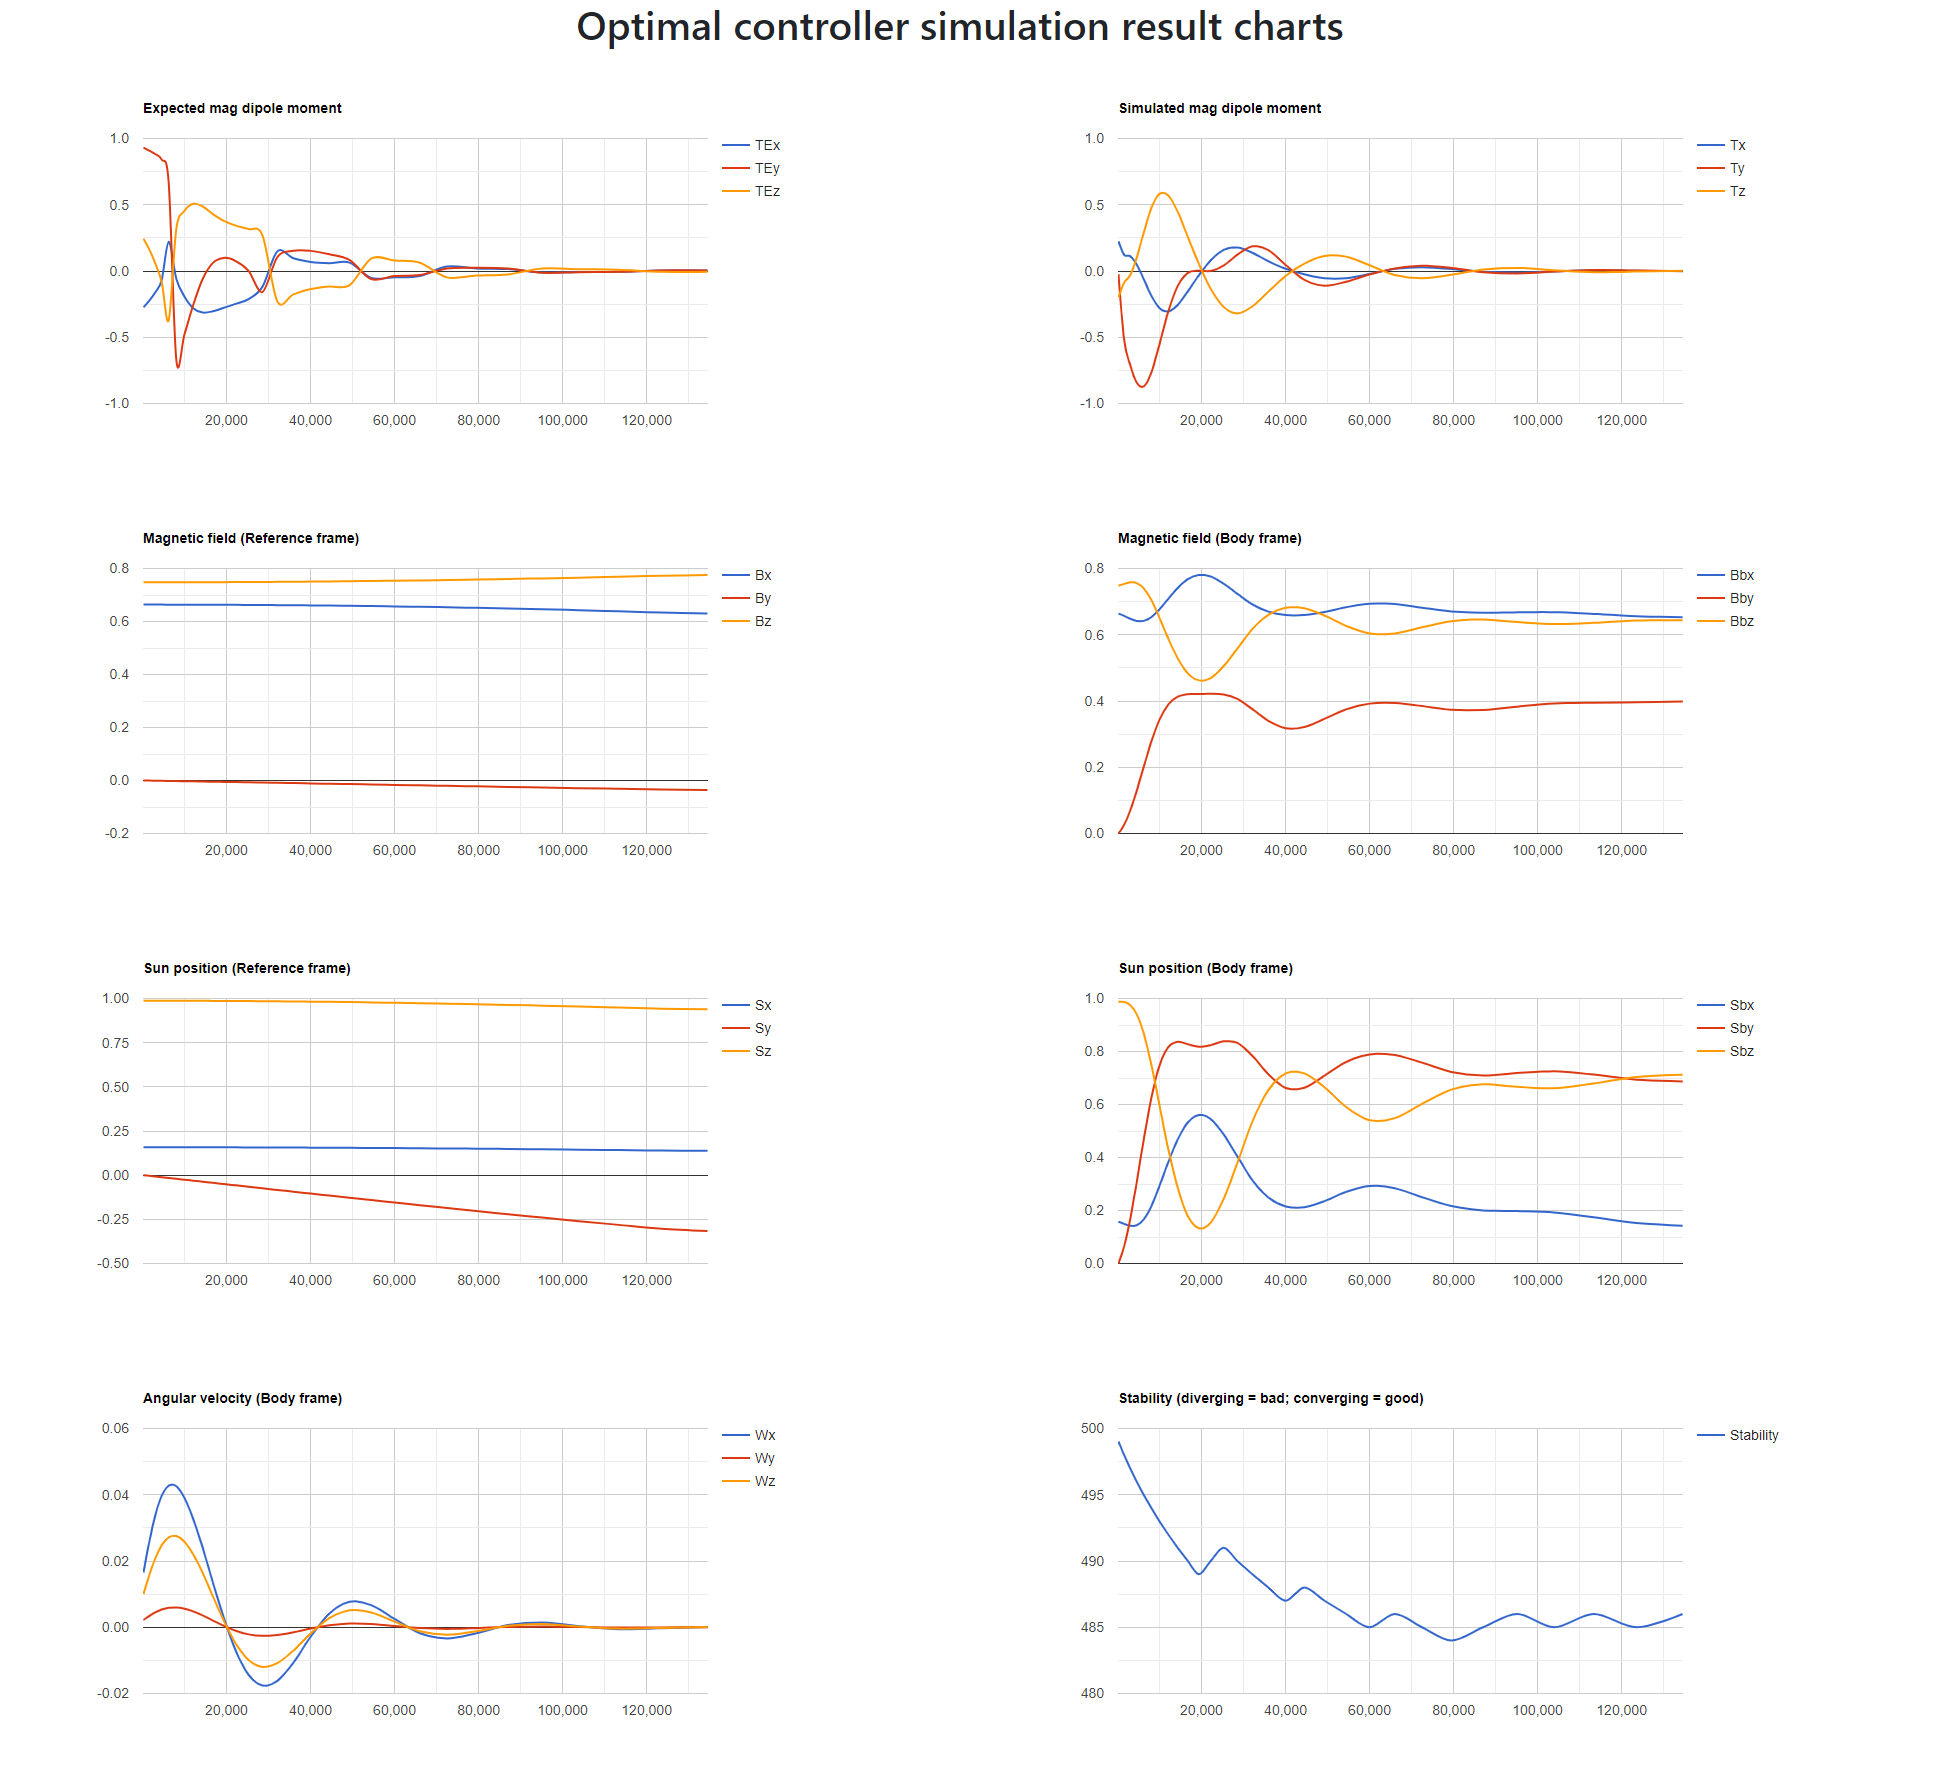 Optimal controller simulation result charts
Expected mag dipole moment
1.0
0.5
0.0
-0.5
-1.0
20,000 40,000 60,000 80,000 100,000 120,000
TEx
TEy
TEz
Simulated mag dipole moment
1.0
0.5
0.0
-0.5
-1.0
20,000 40,000 60,000 80,000 100,000 120,000
Tx
Ty
Tz
Magnetic field (Reference frame)
0.8
0.6
0.4
0.2
0.0
-0.2
20,000 40,000 60,000 80,000 100,000 120,000
Bx
By
Bz
Magnetic field (Body frame)
0.8
0.6
0.4
0.2
0.0
20,000 40,000 60,000 80,000 100,000 120,000
Bbx
Bby
Bbz
Sun position (Reference frame)
1.00
0.75
0.50
0.25
0.00
-0.25
-0.50
20,000 40,000 60,000 80,000 100,000 120,000
Sx
Sy
Sz
Sun position (Body frame)
1.0
0.8
0.6
0.4
0.2
0.0
20,000 40,000 60,000 80,000 100,000 120,000
Sbx
Sby
Sbz
Angular velocity (Body frame)
0.06
0.04
0.02
0.00
-0.02
20,000 40,000 60,000 80,000 100,000 120,000
Wx
Wy
Wz
Stability (diverging = bad; converging = good)
500
495
490
485
480
20,000 40,000 60,000 80,000 100,000 120,000
Stability